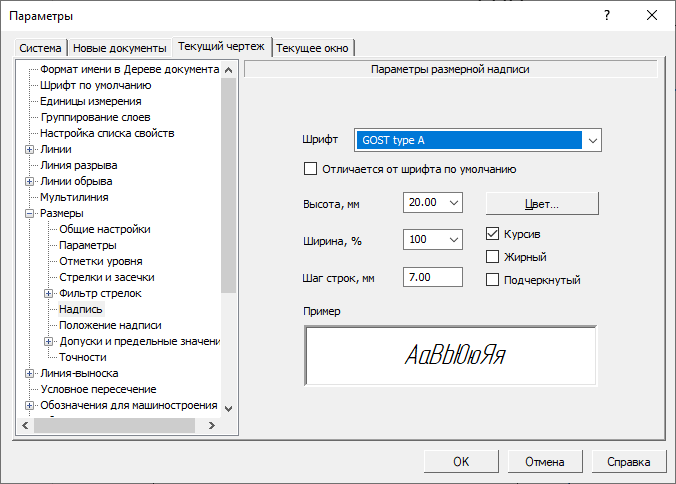 Параметры
?
Система
Новые документы
Текущий чертеж
Текущее окно
Формат имени в Дереве документа
Шрифт по умолчанию
Единицы измерения
Группирование слоев
Настройка списка свойств
Линии
Линия разрыва
Линии обрыва
Мультилиния
Размеры
Общие настройки
Параметры
Отметки уровня
Стрелки и засечки
Фильтр стрелок
Надпись
Положение надписи
Допуски и предельные значени
Точности
Линия-выноска
Условное пересечение
Обозначения для машиностроения
Параметры размерной надписи
Шрифт GOST type A
Отличается от шрифта по умолчанию
Высота, мм 20.00 Цвет...
Ширина, % 100 Курсив
Жирный
Шаг строк, мм 7.00 Подчеркнутый
Пример
АаВЬЮюЯя
OK Отмена Справка